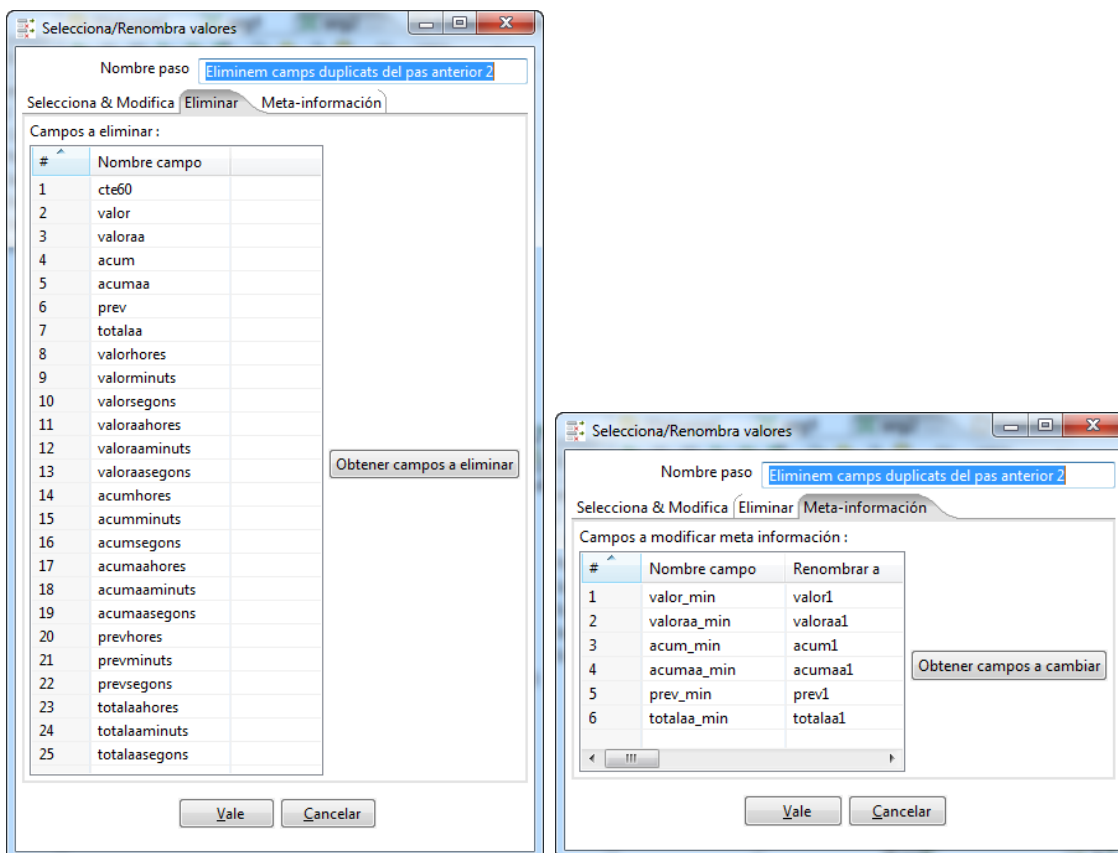 Selecciona/Renombra valores
Nombre paso Eliminem camps duplicats del pas anterior 2
Selecciona & Modifica Eliminar Meta-información
Campos a eliminar :
# Nombre campo
1 cte60
2 valor
3 valoraa
4 acum
5 acumaa
6 prev
7 totalaa
8 valorhores
9 valorminuts
10 valorsegons
11 valoraahores
12 valoraaminuts
13 valoraasegons
14 acumhores
15 acumminuts
16 acumsegons
17 acumaahores
18 acumaaminuts
19 acumaasegons
20 prevhores
21 prevminuts
22 prevsegons
23 totalaahores
24 totalaaminuts
25 totalaasegons
Obtener campos a eliminar
Vale Cancelar
Selecciona/Renombra valores
Nombre paso Eliminem camps duplicats del pas anterior 2
Selecciona & Modifica Eliminar Meta-información
Campos a modificar meta información :
# Nombre campo Renombrar a
1 valor_min valor1
2 valoraa_min valoraa1
3 acum_min acum1
4 acumaa_min acumaa1
5 prev_min prev1
6 totalaa_min totalaa1
Obtener campos a cambiar
Vale Cancelar